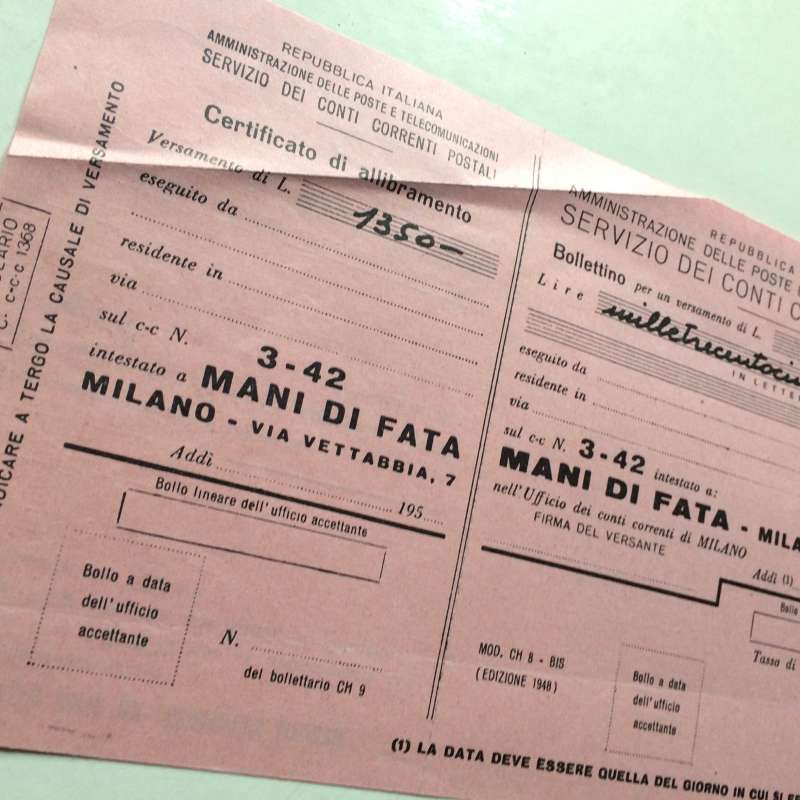 REPUBBLICA ITALIANA
AMMINISTRAZIONE DELLE POSTE E TELECOMUNICAZIONI
SERVIZIO DEI CONTI CORRENTI POSTALI
Certificato di allibramento
Versamento di L. 1350-
eseguito da
residente in
via
sul c-c N. 3-42
intestato a MANI DI FATA
MILANO - VIA VETTABBIA, 7
Addì 195
Bollo lineare dell'ufficio accettante
Bollo a data
dell'ufficio
accettante
N.
del bollettario CH 9
INDICARE A TERGO LA CAUSALE DI VERSAMENTO
C. c-c-c 1368
REPUBBLICA
AMMINISTRAZIONE DELLE POSTE
SERVIZIO DEI CONTI
Bollettino per un versamento di L.
Lire
IN LETTER
eseguito da
residente in
via
sul c-c N. 3-42 intestato a:
MANI DI FATA - MILA
nell'Ufficio dei conti correnti di MILANO
FIRMA DEL VERSANTE
Addì (1)
Bollo
Tassa di
MOD. CH 8 - BIS
(EDIZIONE 1948)
Bollo a data
dell'ufficio
accettante
(1) LA DATA DEVE ESSERE QUELLA DEL GIORNO IN CUI SI